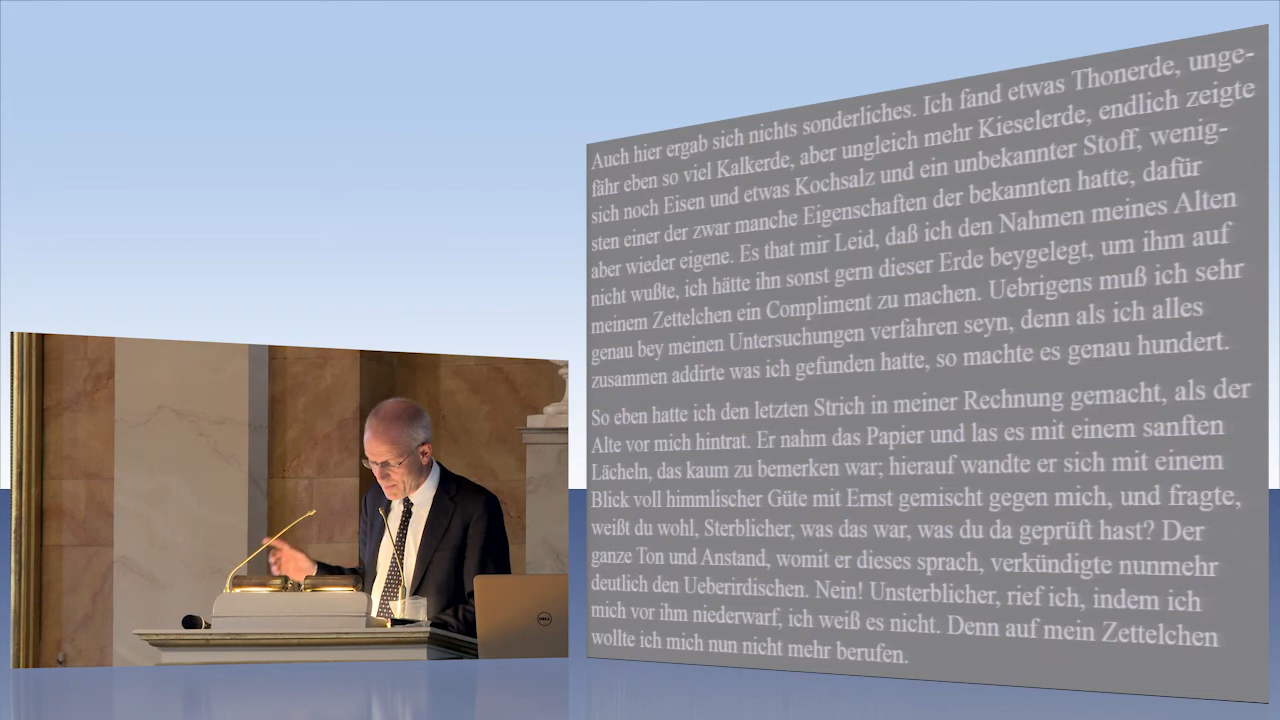 Auch hier ergab sich nichts sonderliches. Ich fand etwas Thonerde, unge-
fähr eben so viel Kalkerde, aber ungleich mehr Kieselerde, endlich zeigte
sich noch Eisen und etwas Kochsalz und ein unbekannter Stoff, wenig-
sten einer der zwar manche Eigenschaften der bekannten hatte, dafür
aber wieder eigene. Es that mir Leid, daß ich den Nahmen meines Alten
nicht wußte, ich hätte ihn sonst gern dieser Erde beygelegt, um ihm auf
meinem Zettelchen ein Compliment zu machen. Uebrigens muß ich sehr
genau bey meinen Untersuchungen verfahren seyn, denn als ich alles
zusammen addirte was ich gefunden hatte, so machte es genau hundert.
So eben hatte ich den letzten Strich in meiner Rechnung gemacht, als der
Alte vor mich hintrat. Er nahm das Papier und las es mit einem sanften
Lächeln, das kaum zu bemerken war; hierauf wandte er sich mit einem
Blick voll himmlischer Güte mit Ernst gemischt gegen mich, und fragte,
weißt du wohl, Sterblicher, was das war, was du da geprüft hast? Der
ganze Ton und Anstand, womit er dieses sprach, verkündigte nunmehr
deutlich den Ueberirdischen. Nein! Unsterblicher, rief ich, indem ich
mich vor ihm niederwarf, ich weiß es nicht. Denn auf mein Zettelchen
wollte ich mich nun nicht mehr berufen.
DELL